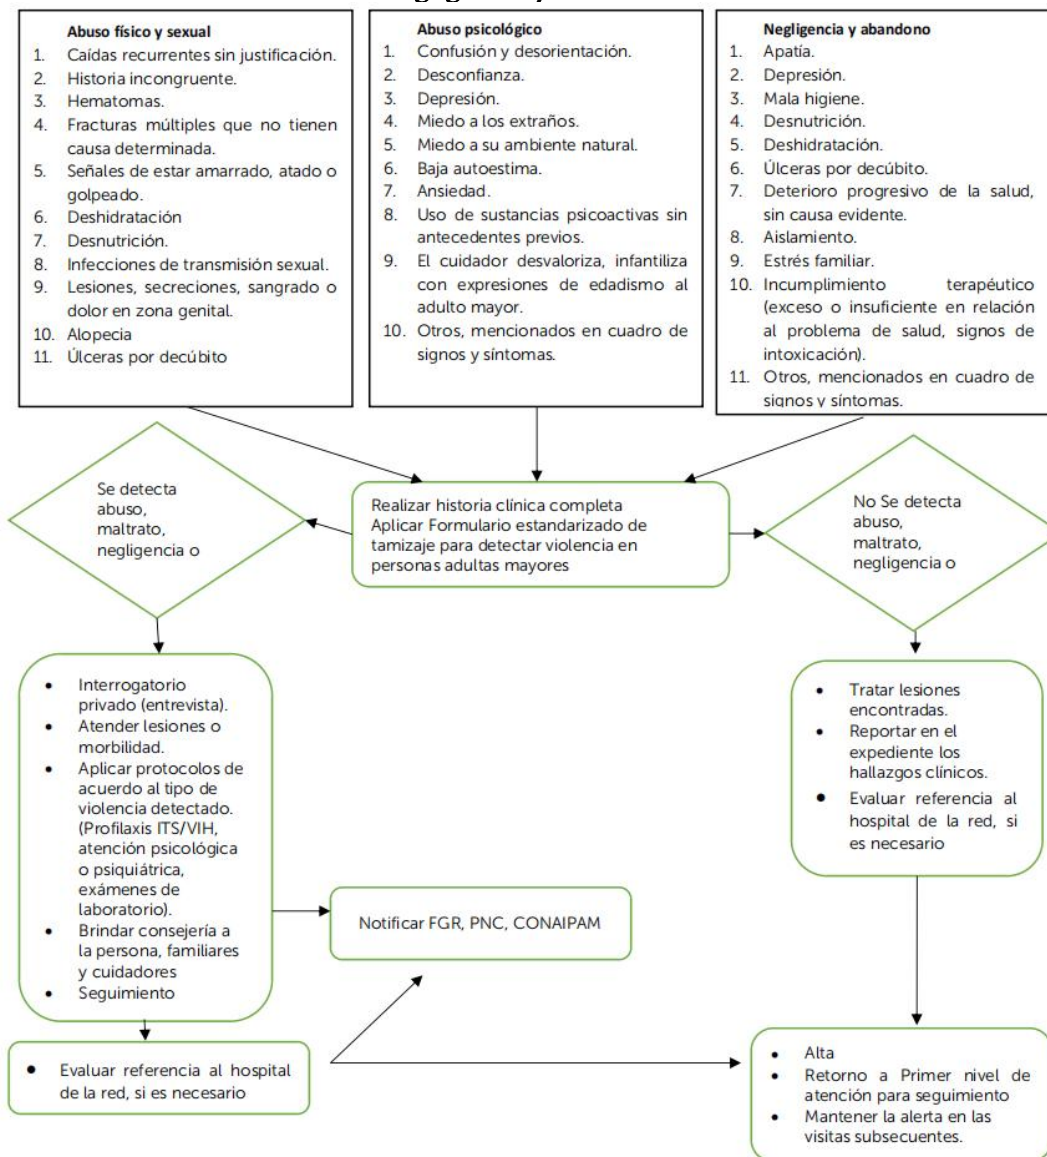 Abuso físico y sexual
1. Caídas recurrentes sin justificación.
2. Historia incongruente.
3. Hematomas.
4. Fracturas múltiples que no tienen
causa determinada.
5. Señales de estar amarrado, atado o
golpeado.
6. Deshidratación
7. Desnutrición.
8. Infecciones de transmisión sexual.
9. Lesiones, secreciones, sangrado o
dolor en zona genital.
10. Alopecia
11. Úlceras por decúbito
Abuso psicológico
1. Confusión y desorientación.
2. Desconfianza.
3. Depresión.
4. Miedo a los extraños.
5. Miedo a su ambiente natural.
6. Baja autoestima.
7. Ansiedad.
8. Uso de sustancias psicoactivas sin
antecedentes previos.
9. El cuidador desvaloriza, infantiliza
con expresiones de edadismo al
adulto mayor.
10. Otros, mencionados en cuadro de
signos y síntomas.
Negligencia y abandono
1. Apatía.
2. Depresión.
3. Mala higiene.
4. Desnutrición.
5. Deshidratación.
6. Úlceras por decúbito.
7. Deterioro progresivo de la salud,
sin causa evidente.
8. Aislamiento.
9. Estrés familiar.
10. Incumplimiento terapéutico
(exceso o insuficiente en relación
al problema de salud, signos de
intoxicación).
11. Otros, mencionados en cuadro de
signos y síntomas.
Se detecta
abuso,
maltrato,
negligencia o
Realizar historia clínica completa
Aplicar Formulario estandarizado de
tamizaje para detectar violencia en
personas adultas mayores
No Se detecta
abuso,
maltrato,
negligencia o
• Interrogatorio
privado (entrevista).
• Atender lesiones o
morbilidad.
• Aplicar protocolos de
acuerdo al tipo de
violencia detectado.
(Profilaxis ITS/VIH,
atención psicológica
o psiquiátrica,
exámenes de
laboratorio).
• Brindar consejería a
la persona, familiares
y cuidadores
• Seguimiento
• Tratar lesiones
encontradas.
• Reportar en el
expediente los
hallazgos clínicos.
• Evaluar referencia al
hospital de la red, si
es necesario
Notificar FGR, PNC, CONAIPAM
• Evaluar referencia al hospital
de la red, si es necesario
• Alta
• Retorno a Primer nivel de
atención para seguimiento
• Mantener la alerta en las
visitas subsecuentes.